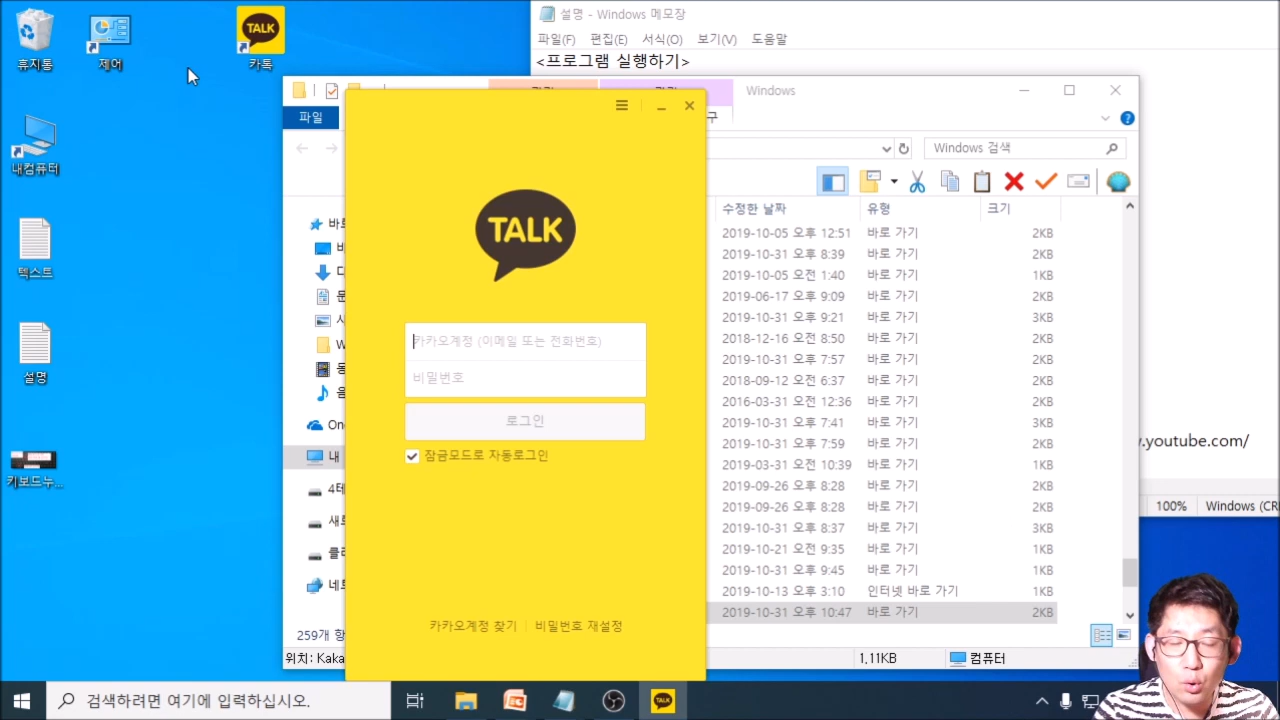 휴지통
제어
TALK
카톡
내컴퓨터
텍스트
설명
키보드누...
설명 - Windows 메모장
파일(F) 편집(E) 서식(O) 보기(V) 도움말
<프로그램 실행하기>
Windows
파일
구
Windows 검색
수정한 날짜 유형 크기
2019-10-05 오후 12:51 바로 가기 2KB
2019-10-31 오후 8:39 바로 가기 2KB
2019-10-05 오전 1:40 바로 가기 1KB
2019-06-17 오후 9:09 바로 가기 2KB
2019-10-31 오후 9:21 바로 가기 3KB
2018-12-16 오전 8:50 바로 가기 2KB
2019-10-31 오후 7:57 바로 가기 2KB
2018-09-12 오전 6:37 바로 가기 2KB
2016-03-31 오전 12:36 바로 가기 2KB
2019-10-31 오후 7:41 바로 가기 3KB
2019-10-31 오후 7:59 바로 가기 2KB
2019-03-31 오전 10:39 바로 가기 1KB
2019-09-26 오후 8:28 바로 가기 2KB
2019-09-26 오후 8:28 바로 가기 2KB
2019-10-31 오후 8:37 바로 가기 3KB
2019-10-21 오전 9:35 바로 가기 1KB
2019-10-31 오후 9:45 바로 가기 1KB
2019-10-13 오후 3:10 인터넷 바로 가기 1KB
2019-10-31 오후 10:47 바로 가기 2KB
바로
One
내
4테
새로
네트
259개 항
위치: Kaka
1.11KB
컴퓨터
TALK
카카오계정 (이메일 또는 전화번호)
비밀번호
로그인
잠금모드로 자동로그인
카카오계정 찾기 | 비밀번호 재설정
.youtube.com/
100% Windows (CR
검색하려면 여기에 입력하십시오.
TALK